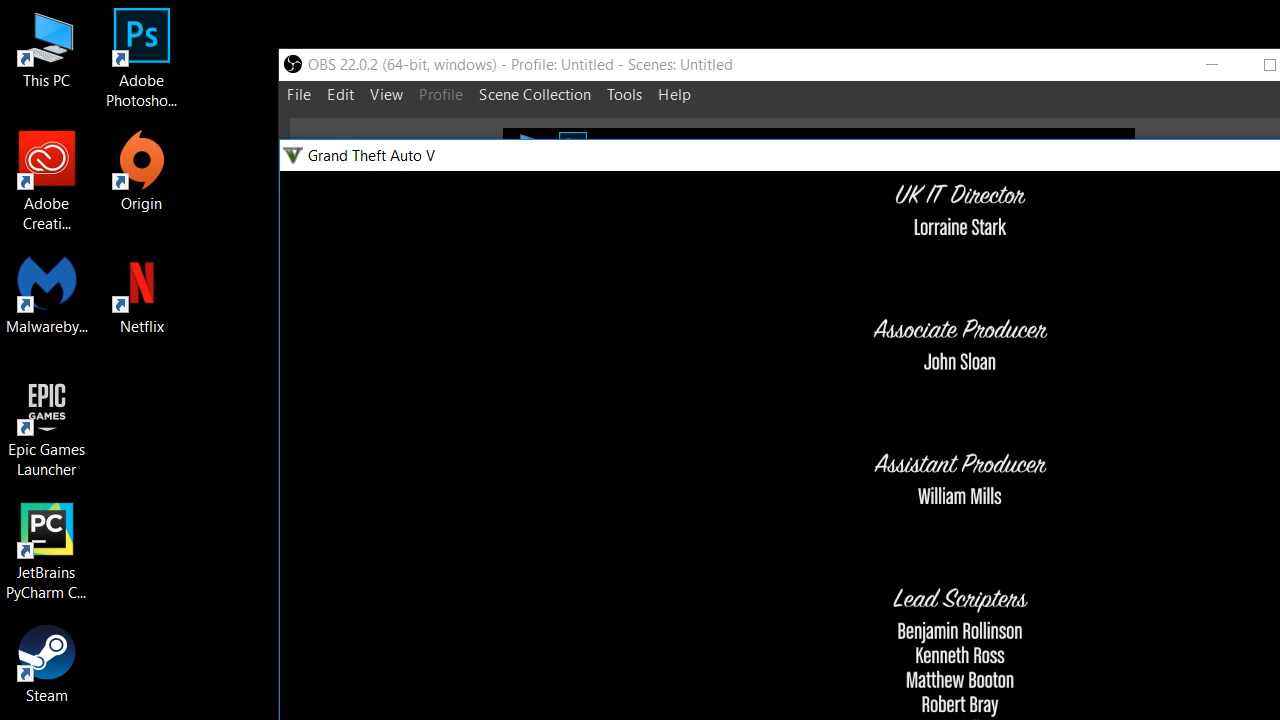 This PC
Ps
Adobe
Photosho...
Adobe
Creati...
Origin
Malwareby...
N
Netflix
EPIC
GAMES
Epic Games
Launcher
PC
JetBrains
PyCharm C...
Steam
OBS 22.0.2 (64-bit, windows) - Profile: Untitled - Scenes: Untitled
File Edit View Profile Scene Collection Tools Help
Grand Theft Auto V
UK IT Director
Lorraine Stark
Associate Producer
John Sloan
Assistant Producer
William Mills
Lead Scripters
Benjamin Rollinson
Kenneth Ross
Matthew Booton
Robert Bray